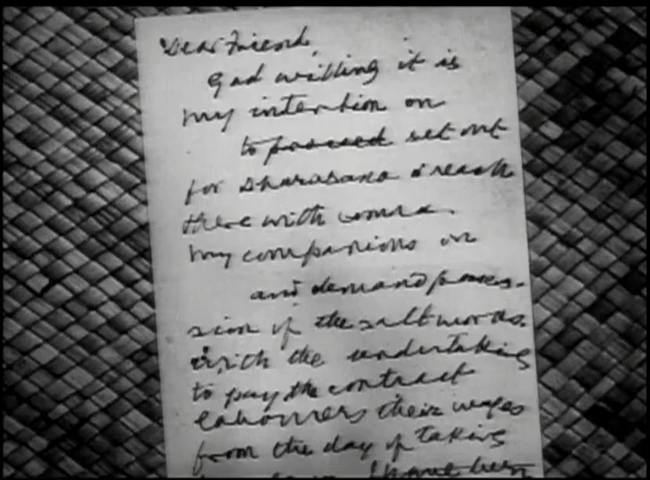 Dear Friend,
God willing it is
my intention on
to proceed set out
for Dharasana & reach
there with
my companions on
and demand posses-
sion of the salt works.
with the undertaking
to pay the contract
labourers their wages
from the day of taking
have been